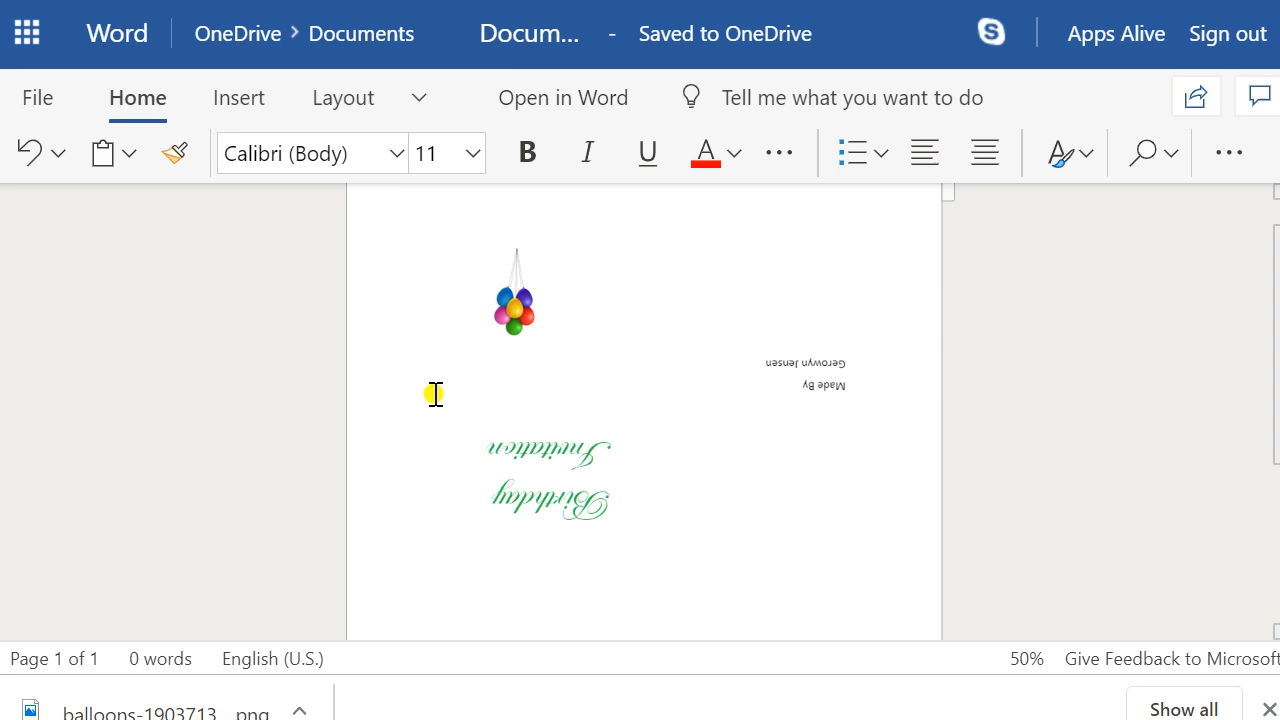 Word OneDrive > Documents Docum... - Saved to OneDrive Apps Alive Sign out
File Home Insert Layout Open in Word Tell me what you want to do
Calibri (Body) 11 B I U A ...
Gerowyn Jensen
Made By
Invitation
Birthday
Page 1 of 1 0 words English (U.S.) 50% Give Feedback to Microsoft
balloons-1903713....png Show all